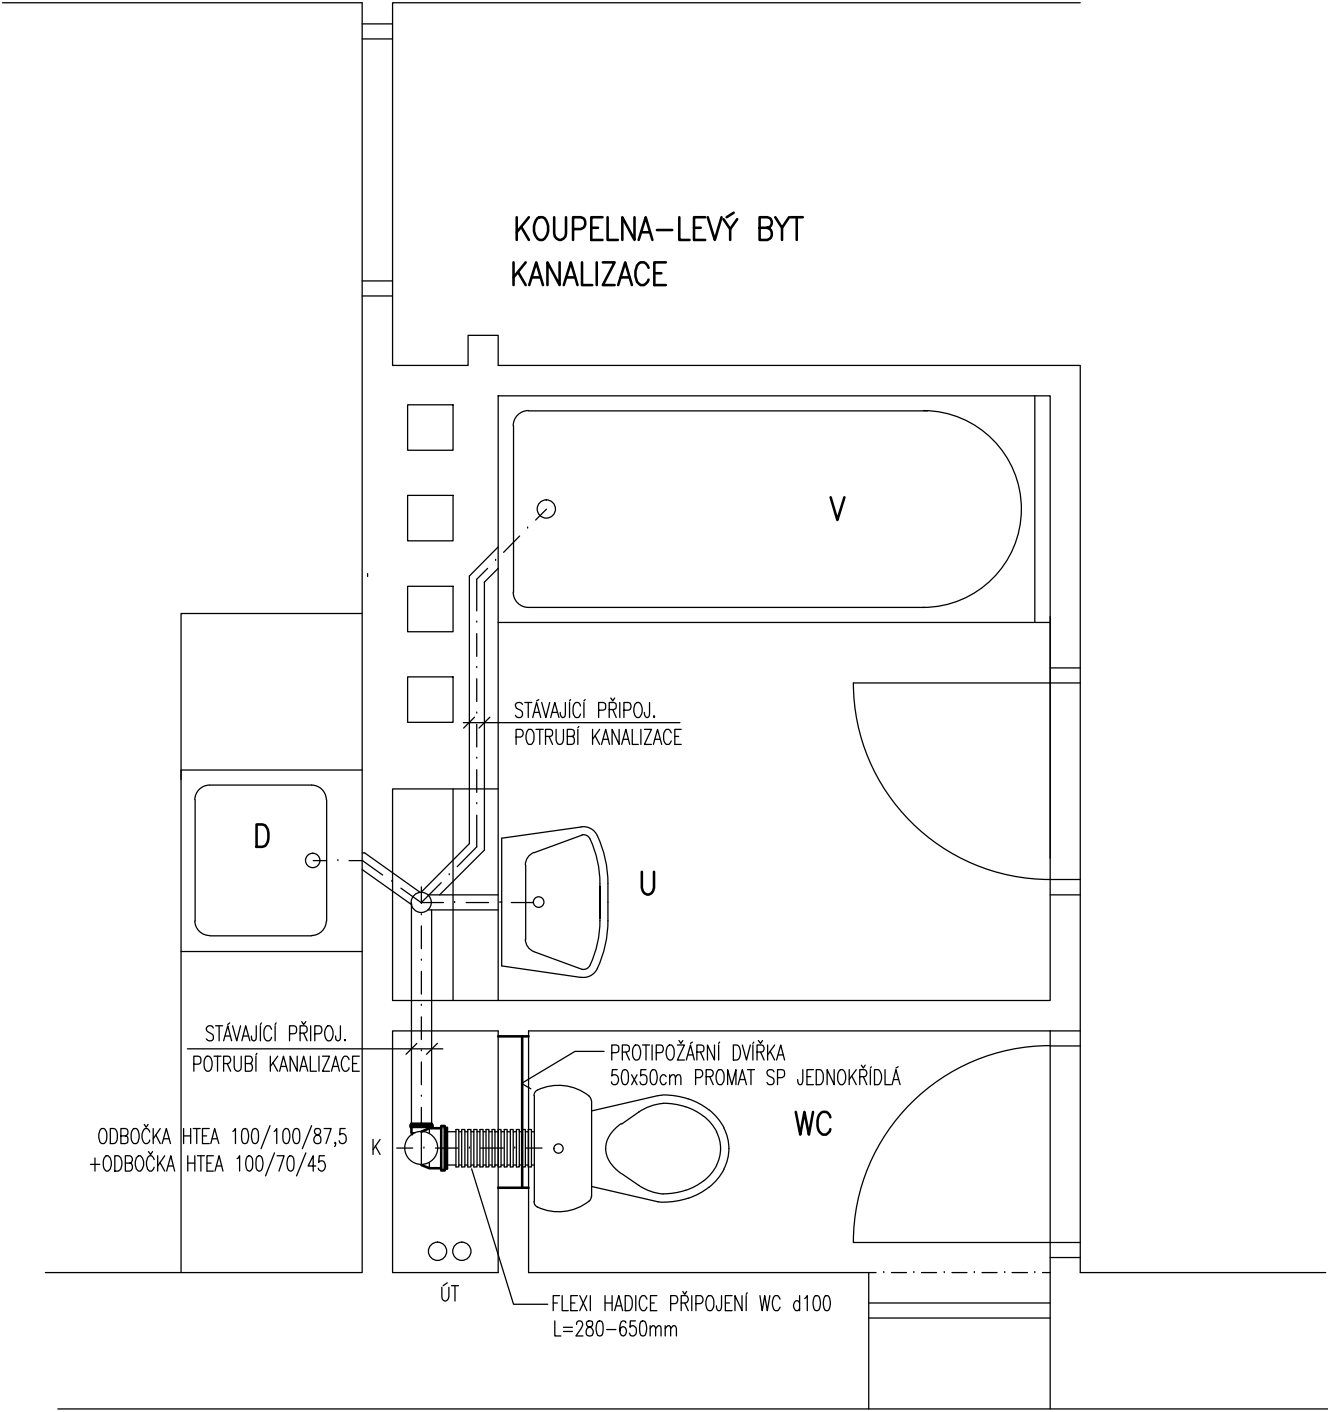 KOUPELNA-LEVÝ BYT
KANALIZACE
V
STÁVAJÍCÍ PŘIPOJ.
POTRUBÍ KANALIZACE
D
U
STÁVAJÍCÍ PŘIPOJ.
POTRUBÍ KANALIZACE
PROTIPOŽÁRNÍ DVÍŘKA
50x50cm PROMAT SP JEDNOKŘÍDLÁ
WC
ODBOČKA HTEA 100/100/87,5
+ODBOČKA HTEA 100/70/45
K
ÚT
FLEXI HADICE PŘIPOJENÍ WC d100
L=280-650mm